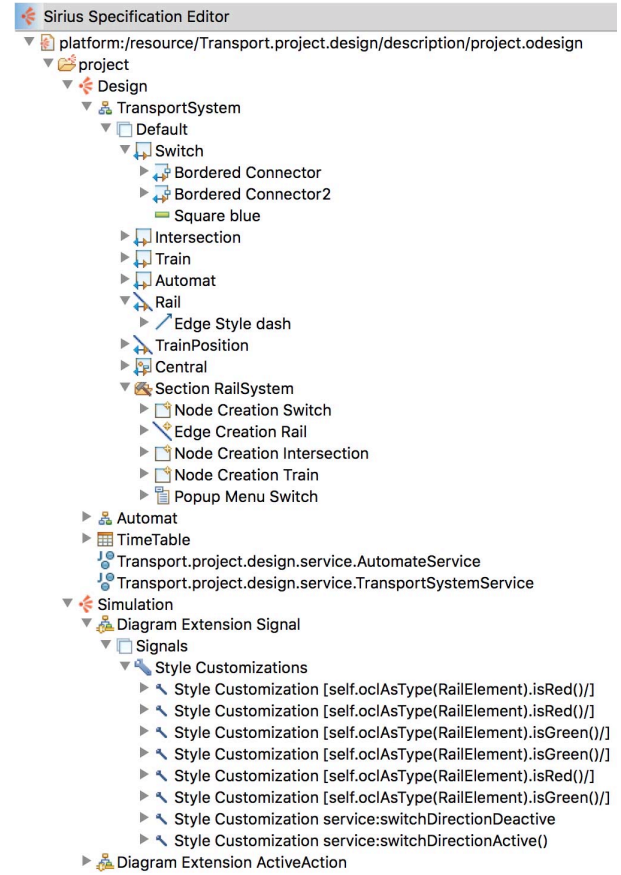 Sirius Specification Editor
platform:/resource/Transport.project.design/description/project.odesign
project
Design
TransportSystem
Default
Switch
Bordered Connector
Bordered Connector2
Square blue
Intersection
Train
Automat
Rail
Edge Style dash
TrainPosition
Central
Section RailSystem
Node Creation Switch
Edge Creation Rail
Node Creation Intersection
Node Creation Train
Popup Menu Switch
Automat
TimeTable
Transport.project.design.service.AutomateService
Transport.project.design.service.TransportSystemService
Simulation
Diagram Extension Signal
Signals
Style Customizations
Style Customization [self.oclAsType(RailElement).isRed()/]
Style Customization [self.oclAsType(RailElement).isRed()/]
Style Customization [self.oclAsType(RailElement).isGreen()/]
Style Customization [self.oclAsType(RailElement).isGreen()/]
Style Customization [self.oclAsType(RailElement).isRed()/]
Style Customization [self.oclAsType(RailElement).isGreen()/]
Style Customization service:switchDirectionDeactive
Style Customization service:switchDirectionActive()
Diagram Extension ActiveAction